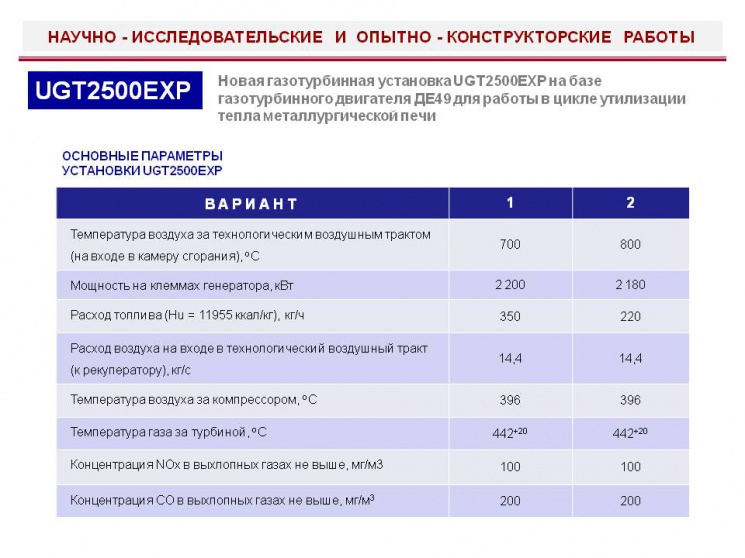 НАУЧНО - ИССЛЕДОВАТЕЛЬСКИЕ И ОПЫТНО - КОНСТРУКТОРСКИЕ РАБОТЫ
UGT2500EXP
Новая газотурбинная установка UGT2500EXP на базе
газотурбинного двигателя ДЕ49 для работы в цикле утилизации
тепла металлургической печи
ОСНОВНЫЕ ПАРАМЕТРЫ
УСТАНОВКИ UGT2500EXP
ВАРИАНТ 1 2
Температура воздуха за технологическим воздушным трактом
(на входе в камеру сгорания), ºС 700 800
Мощность на клеммах генератора, кВт 2 200 2 180
Расход топлива (Hu = 11955 ккал/кг), кг/ч 350 220
Расход воздуха на входе в технологический воздушный тракт
(к рекуператору), кг/с 14,4 14,4
Температура воздуха за компрессором, ºС 396 396
Температура газа за турбиной, ºС 442⁺²⁰ 442⁺²⁰
Концентрация NOx в выхлопных газах не выше, мг/м3 100 100
Концентрация СО в выхлопных газах не выше, мг/м³ 200 200